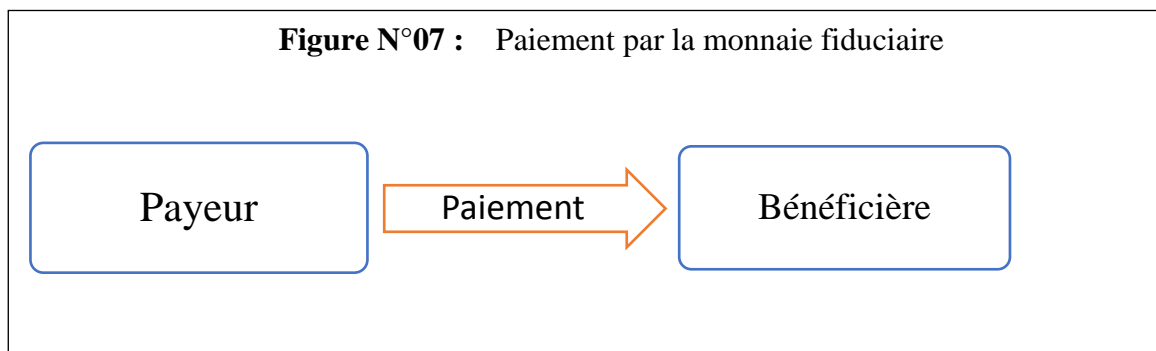 Figure N°07 : Paiement par la monnaie fiduciaire
Payeur
Paiement
Bénéficière